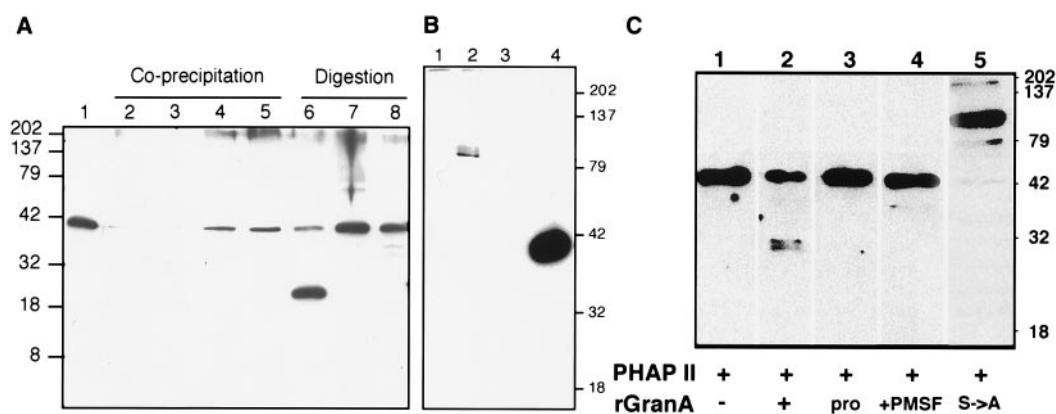 A
Co-precipitation Digestion
1 2 3 4 5 6 7 8
202
137
79
42
32
18
8
B
1 2 3 4
202
137
79
42
32
18
C
1 2 3 4 5
202
137
79
42
32
18
PHAP II + + + + +
rGranA - + pro +PMSF S->A